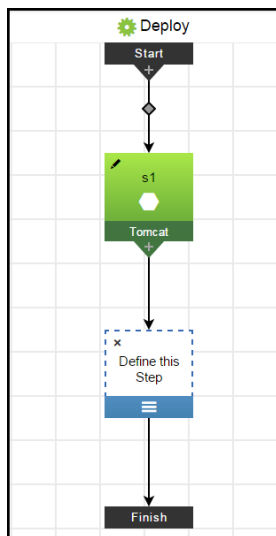 Deploy
Start
s1
Tomcat
Define this
Step
Finish